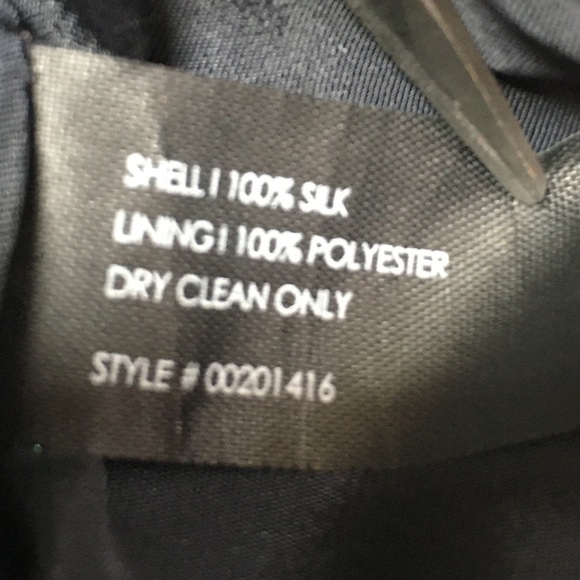 SHELL | 100% SILK
LINING | 100% POLYESTER
DRY CLEAN ONLY
STYLE # 00201416